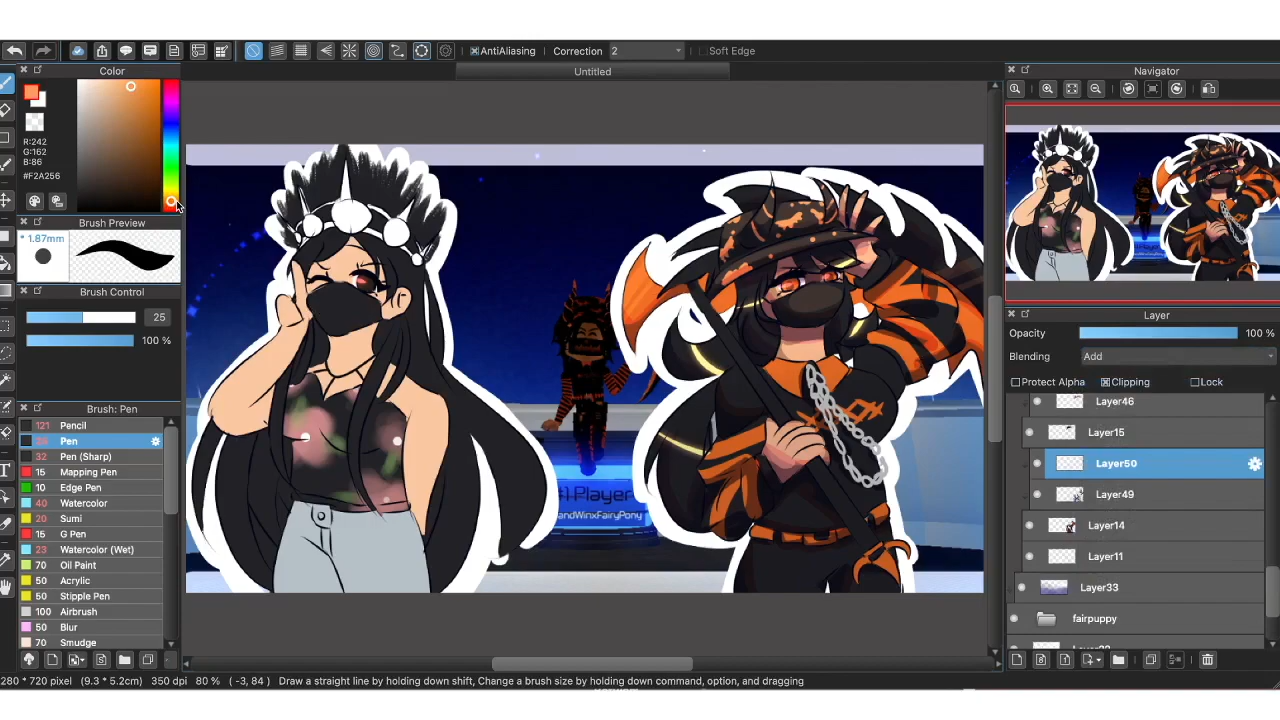 AntiAliasing Correction 2 Soft Edge
Untitled
Color
R:242
G:162
B:86
#F2A256
Brush Preview
* 1.87mm
Brush Control
25
100 %
Brush: Pen
121 Pencil
Pen
32 Pen (Sharp)
15 Mapping Pen
10 Edge Pen
40 Watercolor
20 Sumi
15 G Pen
23 Watercolor (Wet)
70 Oil Paint
50 Acrylic
50 Stipple Pen
100 Airbrush
50 Blur
70 Smudge
#1 Player
andWinxFairyPony
Navigator
Layer
Opacity 100 %
Blending Add
Protect Alpha Clipping Lock
Layer46
Layer15
Layer50
Layer49
Layer14
Layer11
Layer33
fairpuppy
280 * 720 pixel (9.3 * 5.2cm) 350 dpi 80 % ( -3, 84 ) Draw a straight line by holding down shift, Change a brush size by holding down command, option, and dragging